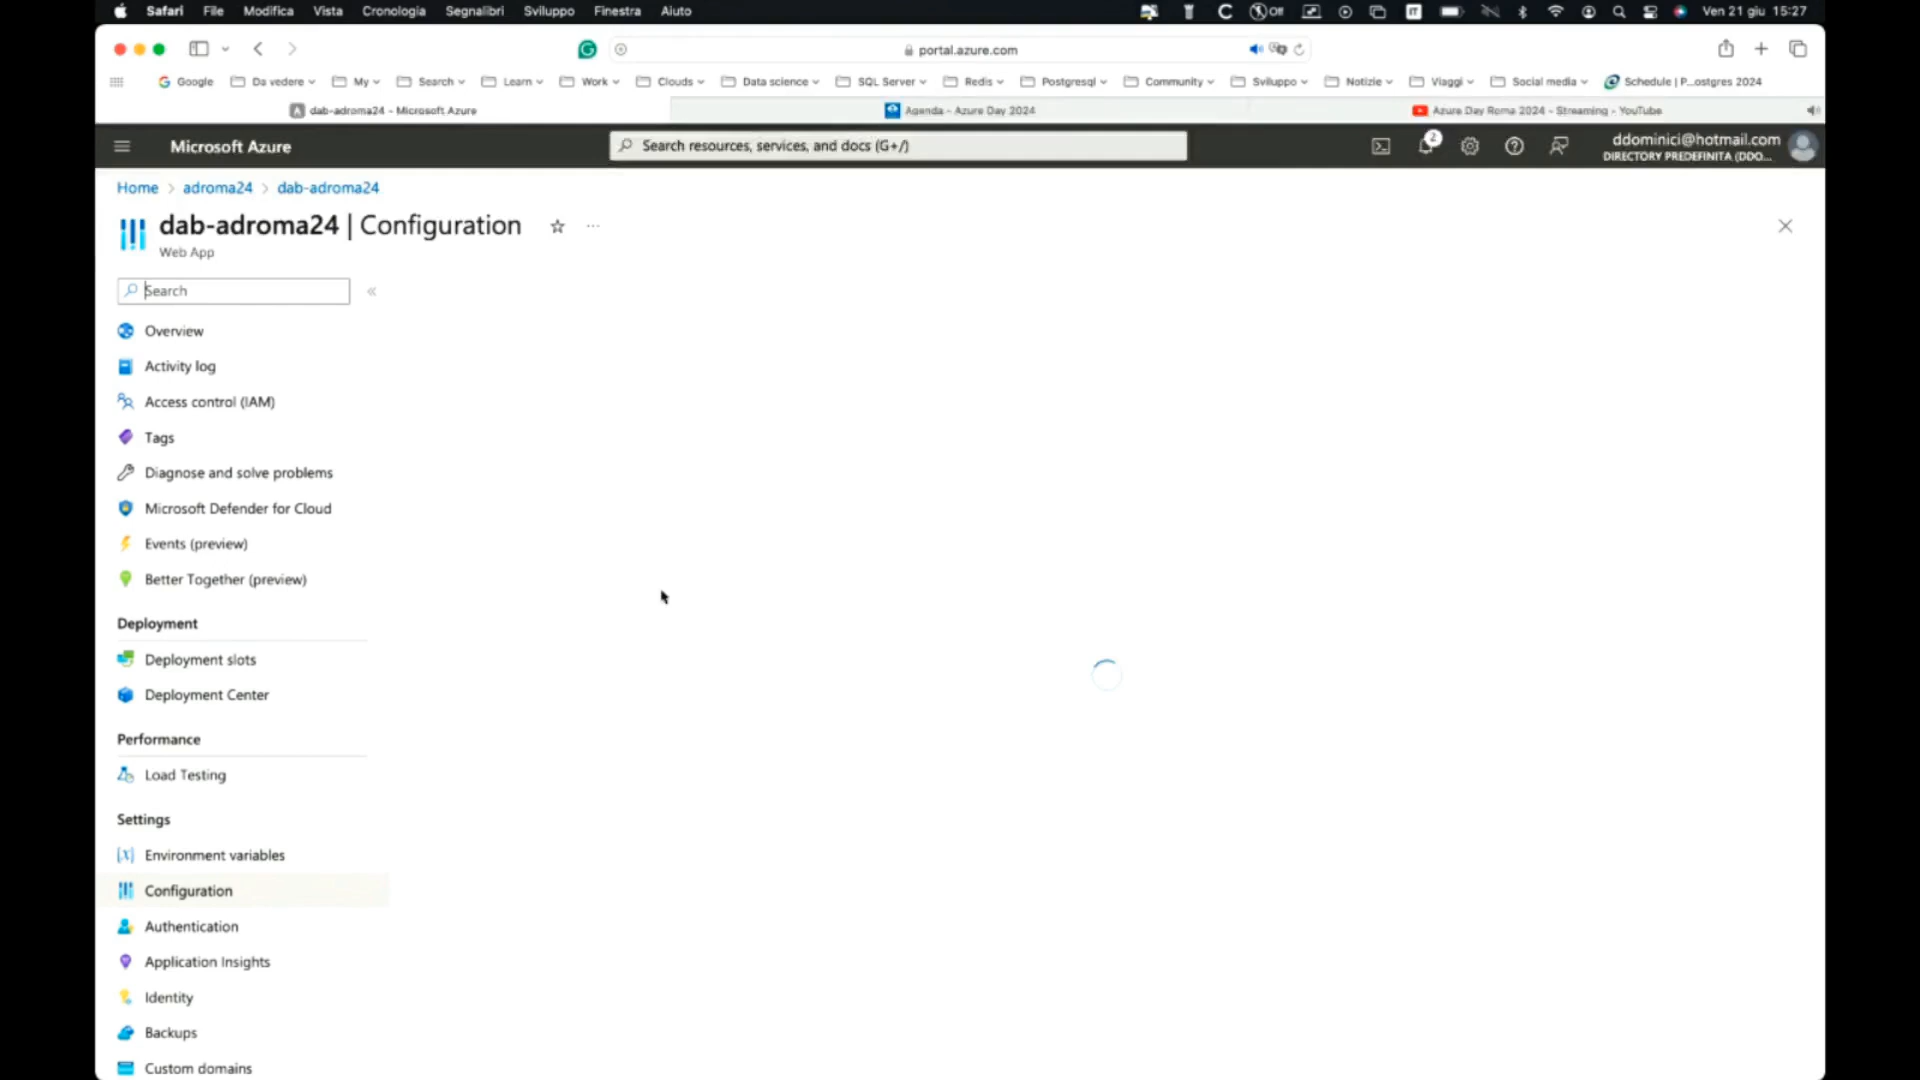 Safari File Modifica Vista Cronologia Segnalibri Sviluppo Finestra Aiuto Off IT Ven 21 giu 15:27
portal.azure.com
Google Da vedere My Search Learn Work Clouds Data science SQL Server Redis Postgresql Community Sviluppo Notizie Viaggi Social media Schedule | P...ostgres 2024
dab-adroma24 - Microsoft Azure Agenda - Azure Day 2024 Azure Day Roma 2024 - Streaming - YouTube
Microsoft Azure Search resources, services, and docs (G+/) 2 ddominici@hotmail.com
DIRECTORY PREDEFINITA (DDO...
Home > adroma24 > dab-adroma24
dab-adroma24 | Configuration
Web App
Search
Overview
Activity log
Access control (IAM)
Tags
Diagnose and solve problems
Microsoft Defender for Cloud
Events (preview)
Better Together (preview)
Deployment
Deployment slots
Deployment Center
Performance
Load Testing
Settings
Environment variables
Configuration
Authentication
Application Insights
Identity
Backups
Custom domains